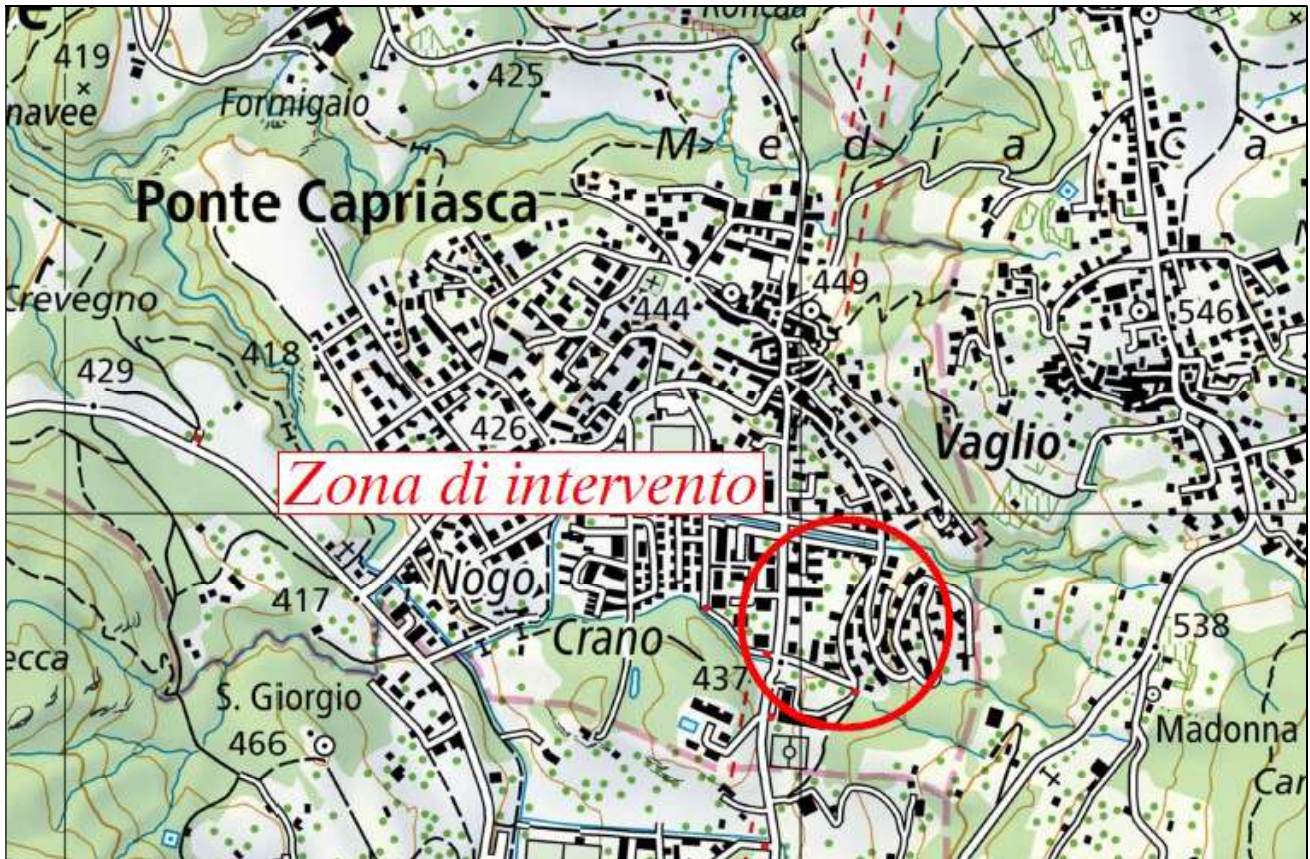 e
Roncaa
419
navee
Formigaio
425
M e d i a C a
Ponte Capriasca
Crevegno
449
444
546
418
429
426
Vaglio
Zona di intervento
Nogo
417
Crano
538
ecca
S. Giorgio
437
466
Madonna
Car